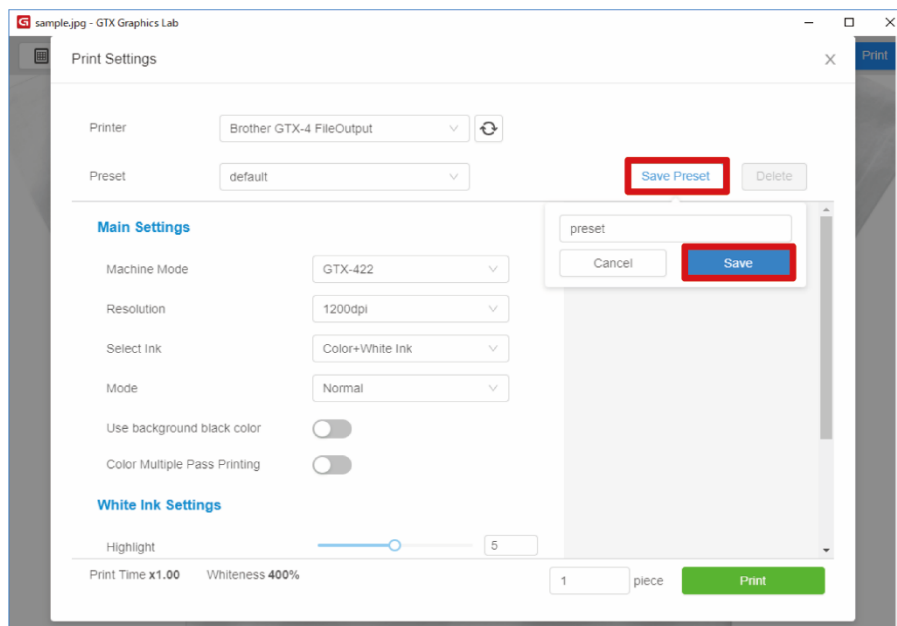 sample.jpg - GTX Graphics Lab
Print
Print Settings
Printer
Brother GTX-4 FileOutput
Preset
default
Save Preset
Delete
preset
Cancel
Save
Main Settings
Machine Mode
GTX-422
Resolution
1200dpi
Select Ink
Color+White Ink
Mode
Normal
Use background black color
Color Multiple Pass Printing
White Ink Settings
Highlight
5
Print Time x1.00
Whiteness 400%
1
piece
Print